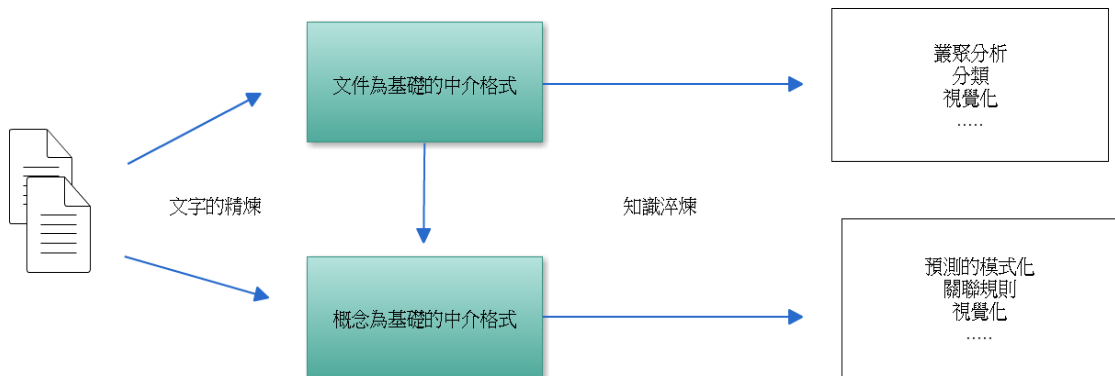 文件為基礎的中介格式
叢聚分析
分類
視覺化
.....
文字的精煉
知識淬煉
概念為基礎的中介格式
預測的模式化
關聯規則
視覺化
.....